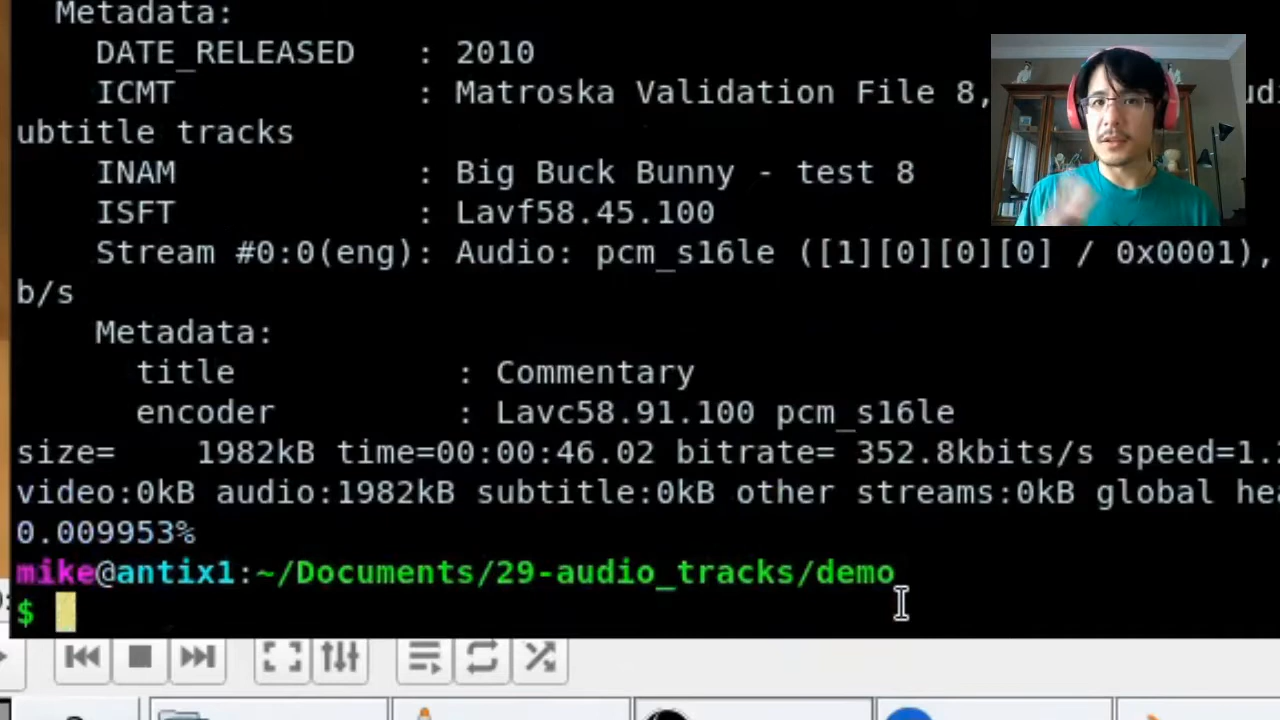 Metadata:
DATE_RELEASED : 2010
ICMT : Matroska Validation File 8,
ubtitle tracks
INAM : Big Buck Bunny - test 8
ISFT : Lavf58.45.100
Stream #0:0(eng): Audio: pcm_s16le ([1][0][0][0] / 0x0001),
b/s
Metadata:
title : Commentary
encoder : Lavc58.91.100 pcm_s16le
size= 1982kB time=00:00:46.02 bitrate= 352.8kbits/s speed=1.
video:0kB audio:1982kB subtitle:0kB other streams:0kB global hea
0.009953%
mike@antix1:~/Documents/29-audio_tracks/demo
$